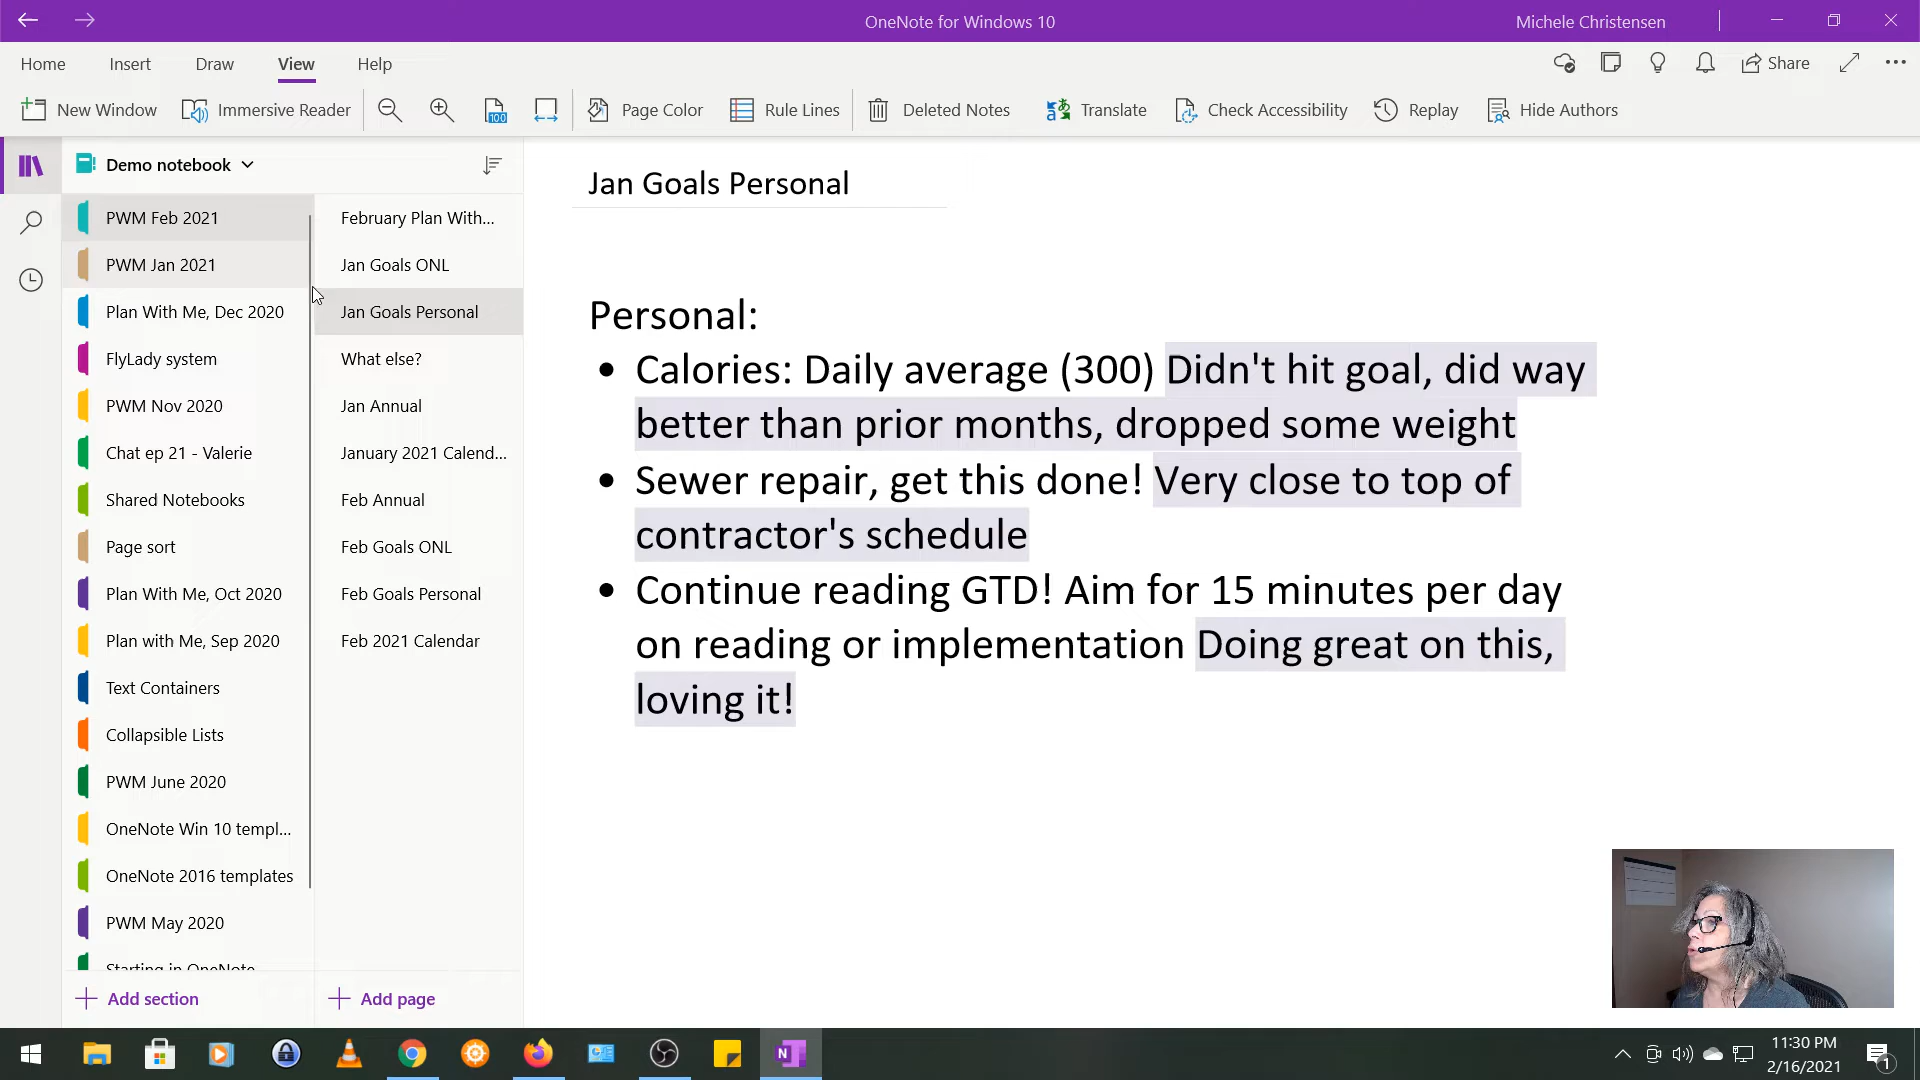 OneNote for Windows 10
Michele Christensen
Home Insert Draw View Help
Share
New Window Immersive Reader 100 Page Color Rule Lines Deleted Notes Translate Check Accessibility Replay Hide Authors
Demo notebook
PWM Feb 2021
PWM Jan 2021
Plan With Me, Dec 2020
FlyLady system
PWM Nov 2020
Chat ep 21 - Valerie
Shared Notebooks
Page sort
Plan With Me, Oct 2020
Plan with Me, Sep 2020
Text Containers
Collapsible Lists
PWM June 2020
OneNote Win 10 templ...
OneNote 2016 templates
PWM May 2020
Starting in OneNote
Add section
February Plan With...
Jan Goals ONL
Jan Goals Personal
What else?
Jan Annual
January 2021 Calend...
Feb Annual
Feb Goals ONL
Feb Goals Personal
Feb 2021 Calendar
Add page
Jan Goals Personal
Personal:
• Calories: Daily average (300) Didn't hit goal, did way
better than prior months, dropped some weight
• Sewer repair, get this done! Very close to top of
contractor's schedule
• Continue reading GTD! Aim for 15 minutes per day
on reading or implementation Doing great on this,
loving it!
N
11:30 PM
2/16/2021
1